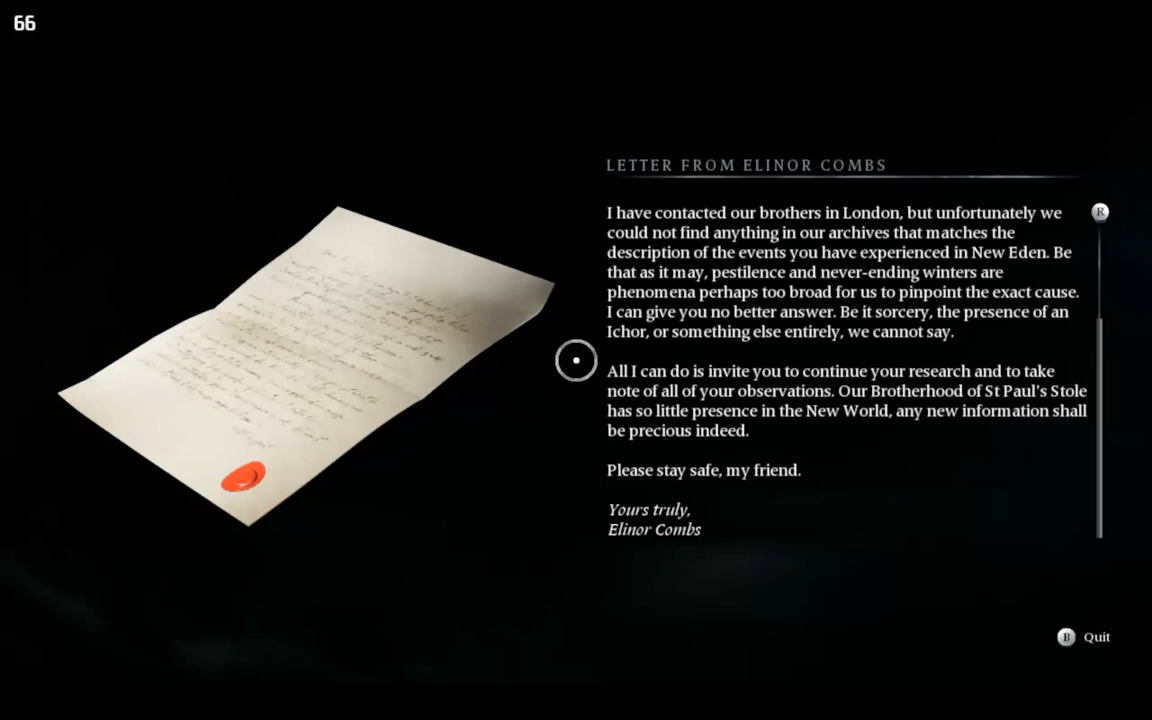 66
LETTER FROM ELINOR COMBS
I have contacted our brothers in London, but unfortunately we
R
could not find anything in our archives that matches the
description of the events you have experienced in New Eden. Be
that as it may, pestilence and never-ending winters are
phenomena perhaps too broad for us to pinpoint the exact cause.
I can give you no better answer. Be it sorcery, the presence of an
Ichor, or something else entirely, we cannot say.
All I can do is invite you to continue your research and to take
note of all of your observations. Our Brotherhood of St Paul's Stole
has so little presence in the New World, any new information shall
be precious indeed.
Please stay safe, my friend.
Yours truly,
Elinor Combs
B Quit